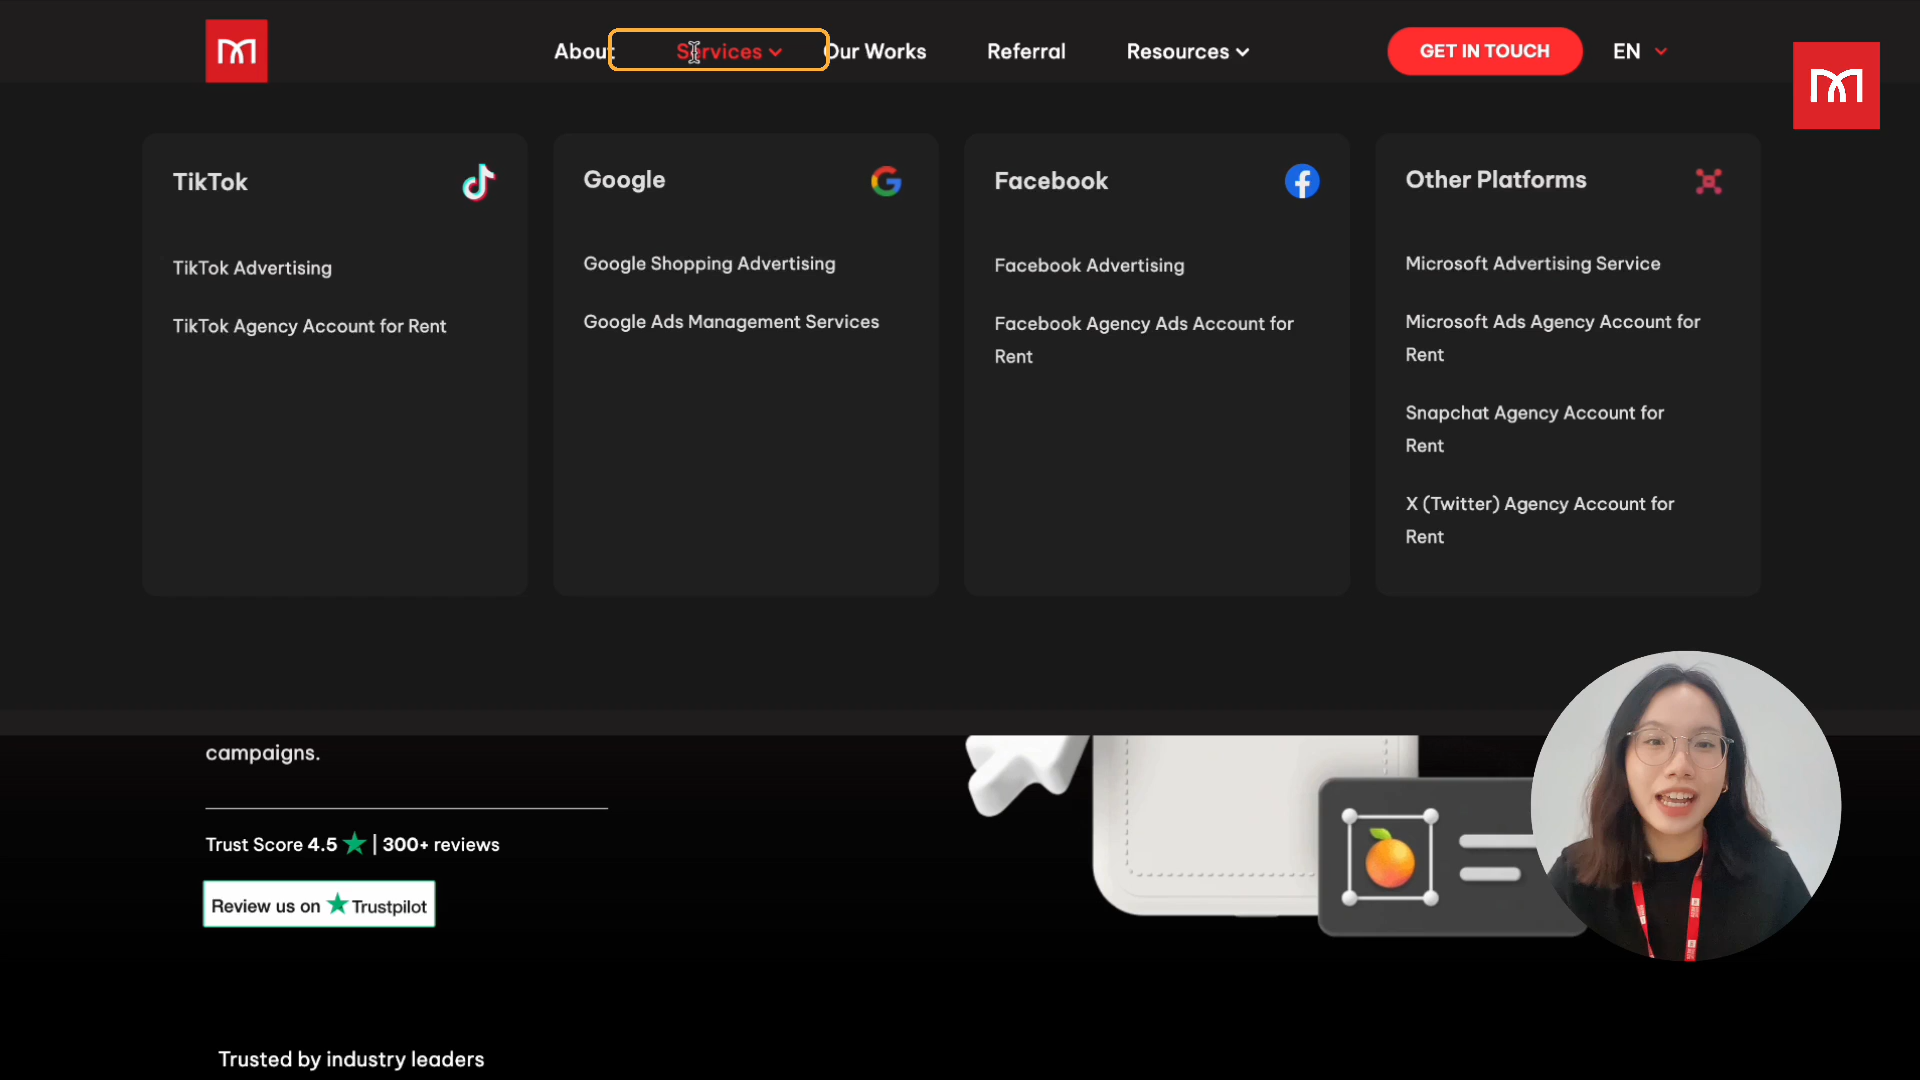 About Services Our Works Referral Resources GET IN TOUCH EN
TikTok
TikTok Advertising
TikTok Agency Account for Rent
Google
Google Shopping Advertising
Google Ads Management Services
Facebook
Facebook Advertising
Facebook Agency Ads Account for
Rent
Other Platforms
Microsoft Advertising Service
Microsoft Ads Agency Account for
Rent
Snapchat Agency Account for
Rent
X (Twitter) Agency Account for
Rent
campaigns.
Trust Score 4.5 | 300+ reviews
Review us on Trustpilot
Trusted by industry leaders